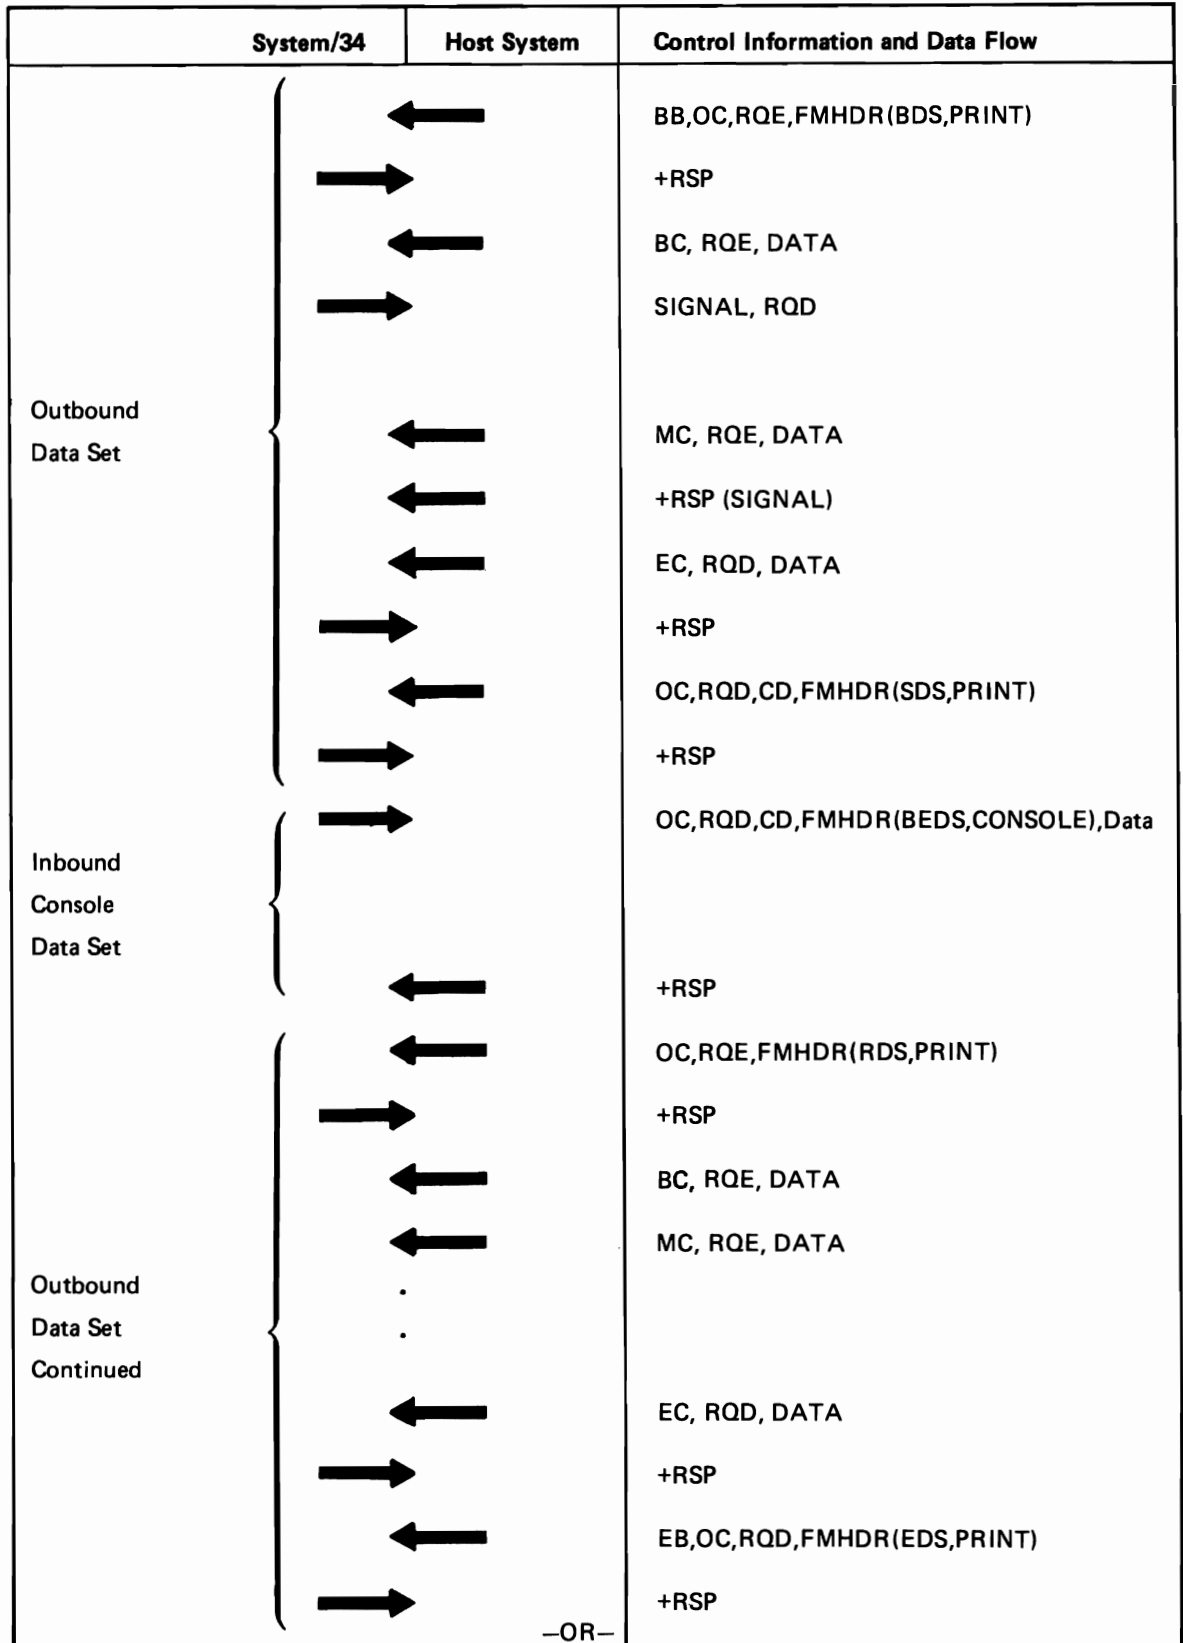 System/34 Host System Control Information and Data Flow
BB,OC,RQE,FMHDR(BDS,PRINT)
+RSP
BC, RQE, DATA
SIGNAL, RQD
Outbound
Data Set
MC, RQE, DATA
+RSP (SIGNAL)
EC, RQD, DATA
+RSP
OC,RQD,CD,FMHDR(SDS,PRINT)
+RSP
OC,RQD,CD,FMHDR(BEDS,CONSOLE),Data
Inbound
Console
Data Set
+RSP
OC,RQE,FMHDR(RDS,PRINT)
+RSP
BC, RQE, DATA
MC, RQE, DATA
Outbound
Data Set
Continued
.
.
EC, RQD, DATA
+RSP
EB,OC,RQD,FMHDR(EDS,PRINT)
+RSP
—OR—